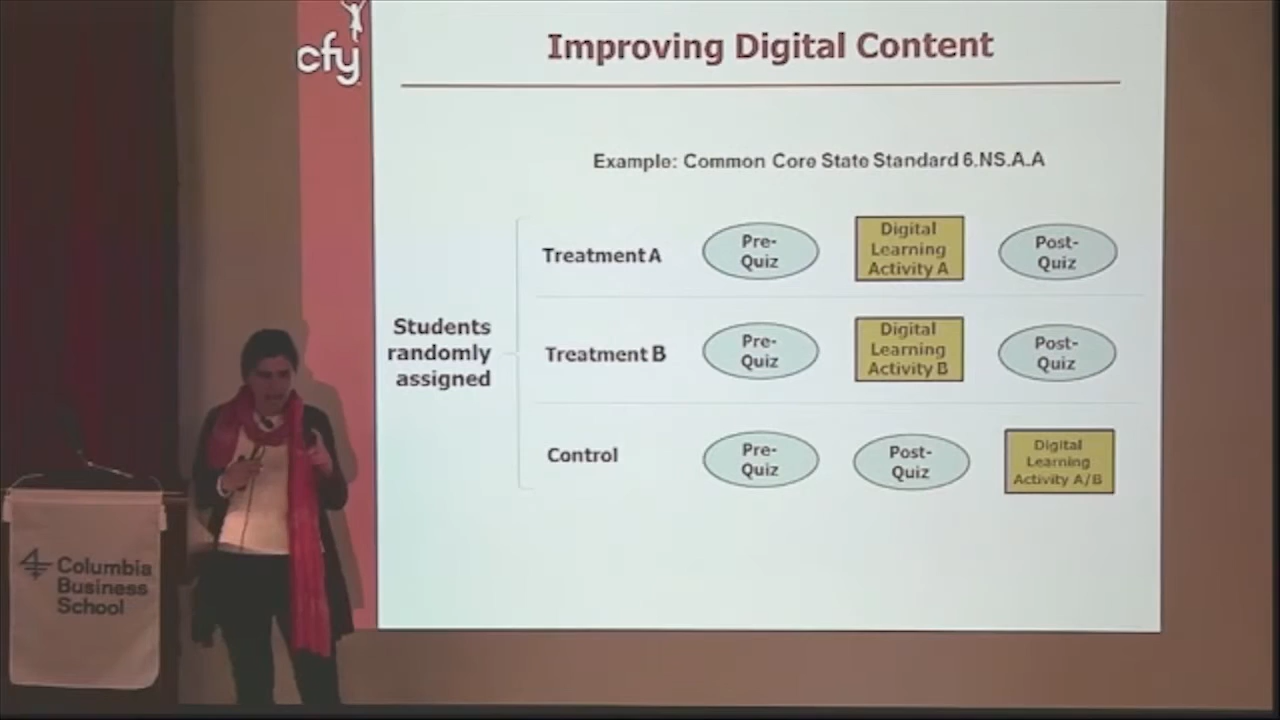 cfy
Improving Digital Content
Example: Common Core State Standard 6.NS.A.A
Students
randomly
assigned
Treatment A
Pre-
Quiz
Digital
Learning
Activity A
Post-
Quiz
Treatment B
Pre-
Quiz
Digital
Learning
Activity B
Post-
Quiz
Control
Pre-
Quiz
Post-
Quiz
Digital
Learning
Activity A/B
Columbia
Business
School